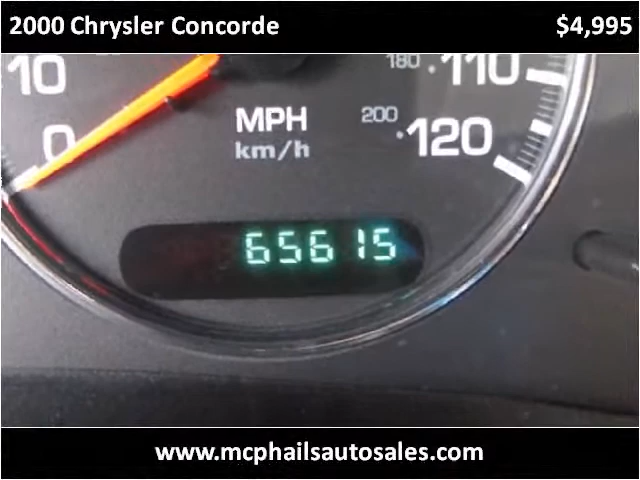 2000 Chrysler Concorde $4,995
10 180 110
0 MPH 200 120
km/h
65615
www.mcphailsautosales.com